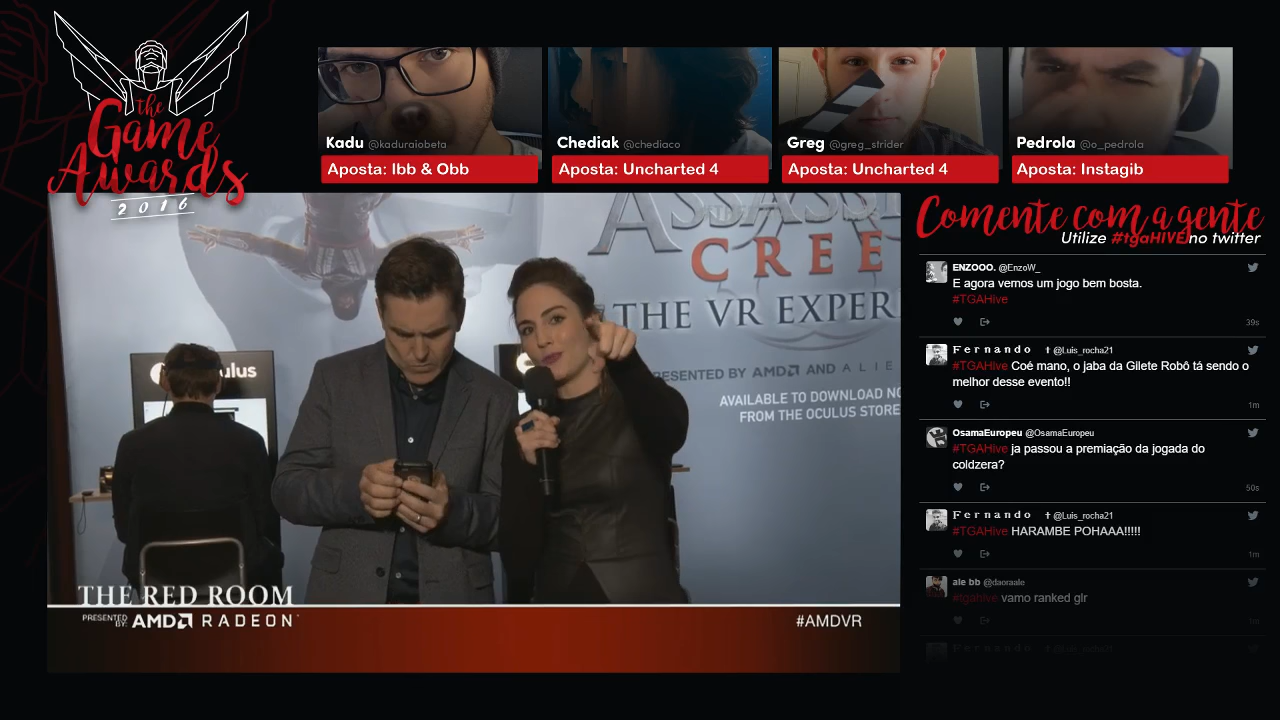 the
Game
Awards
2016
Kadu @kaduraiobeta
Aposta: Ibb & Obb
Chediak @chediaco
Aposta: Uncharted 4
Greg @greg_strider
Aposta: Uncharted 4
Pedrola @o_pedrola
Aposta: Instagib
ASSASSI
CREE
THE VR EXPER
PRESENTED BY AMD AND ALIE
AVAILABLE TO DOWNLOAD NO
FROM THE OCULUS STORE
ulus
THE RED ROOM
PRESENTED BY: AMD RADEON
#AMDVR
Comente com a gente
Utilize #tgaHIVE no twitter
ENZOOO. @EnzoW_
E agora vemos um jogo bem bosta.
#TGAHive
39s
Fernando ✝ @Luis_rocha21
#TGAHive Coé mano, o jaba da Gilete Robô tá sendo o
melhor desse evento!!
1m
OsamaEuropeu @OsamaEuropeu
#TGAHive ja passou a premiação da jogada do
coldzera?
50s
Fernando ✝ @Luis_rocha21
#TGAHive HARAMBE POHAAA!!!!!
1m
ale bb @daoraale
#tgahive vamo ranked glr
1m
Fernando ✝ @Luis_rocha21